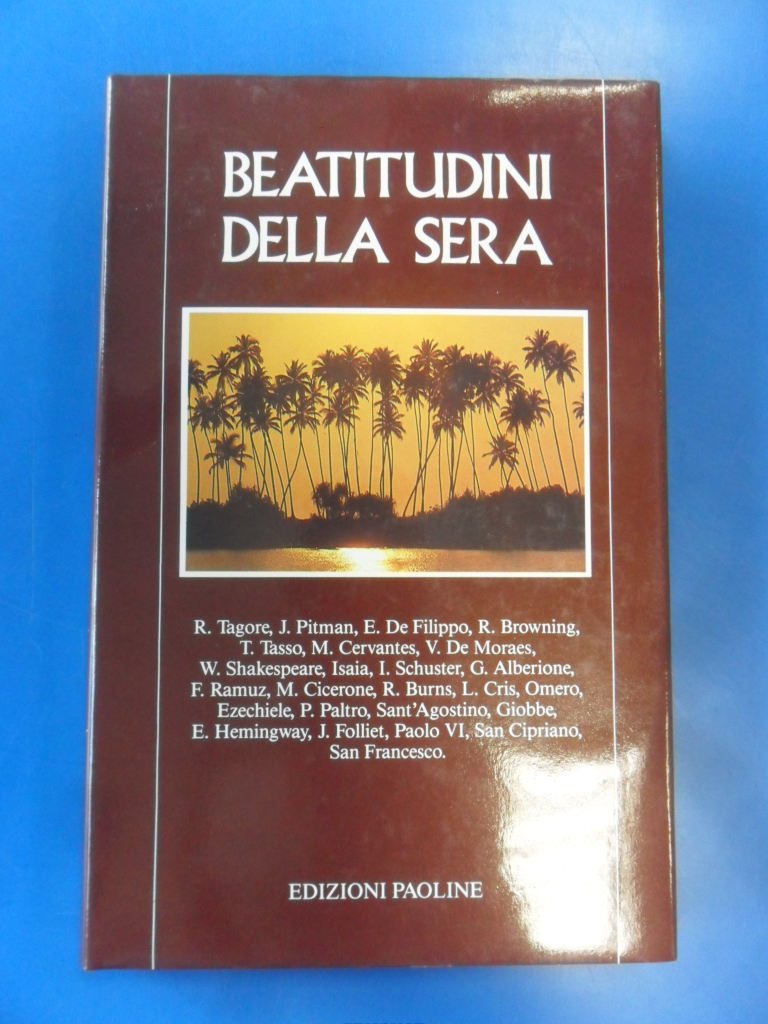 BEATITUDINI
DELLA SERA
R. Tagore, J. Pitman, E. De Filippo, R. Browning,
T. Tasso, M. Cervantes, V. De Moraes,
W. Shakespeare, Isaia, I. Schuster, G. Alberione,
F. Ramuz, M. Cicerone, R. Burns, L. Cris, Omero,
Ezechiele, P. Paltro, Sant'Agostino, Giobbe,
E. Hemingway, J. Folliet, Paolo VI, San Cipriano,
San Francesco.
EDIZIONI PAOLINE